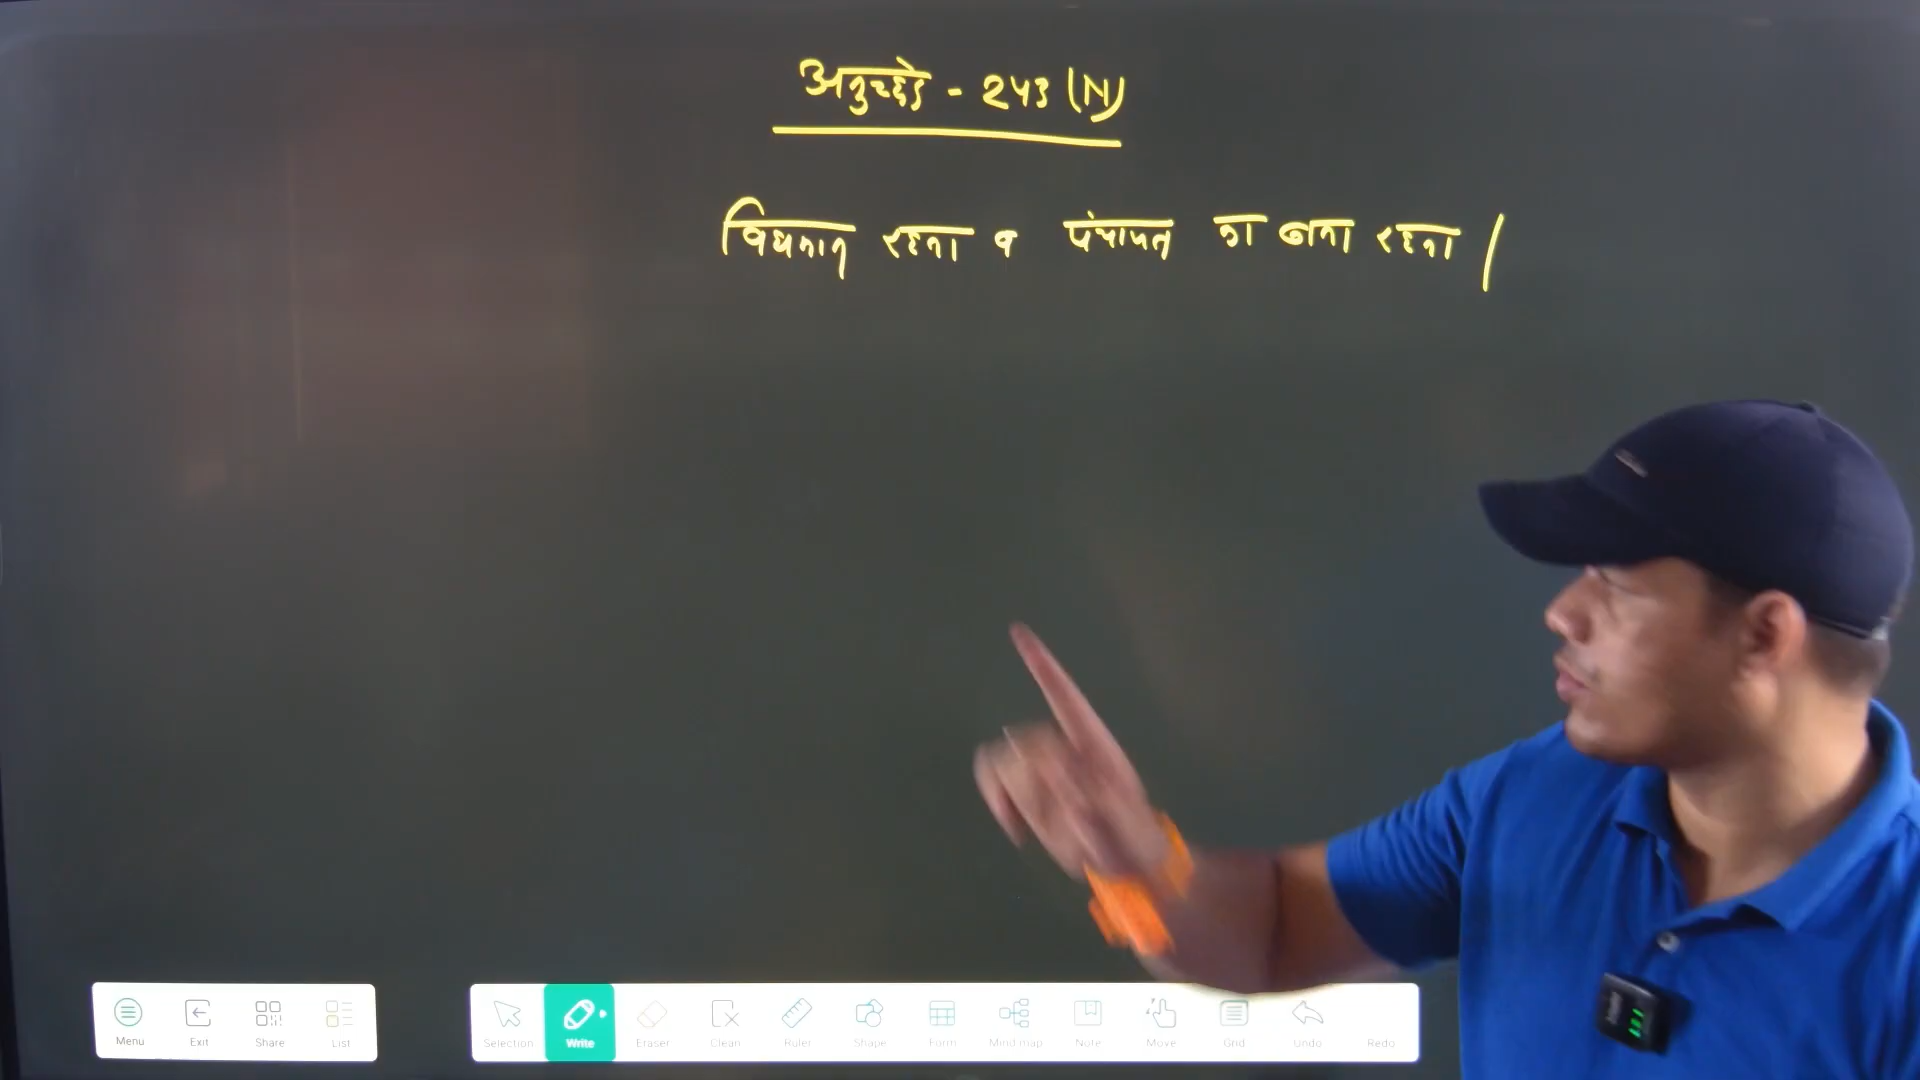 अनुच्छेद - 243 (N)
विद्यमान रहना व पंचायत का बना रहना |
Menu Exit Share List Selection Write Eraser Clean Ruler Shape Form Mind map Note Move Grid Undo Redo